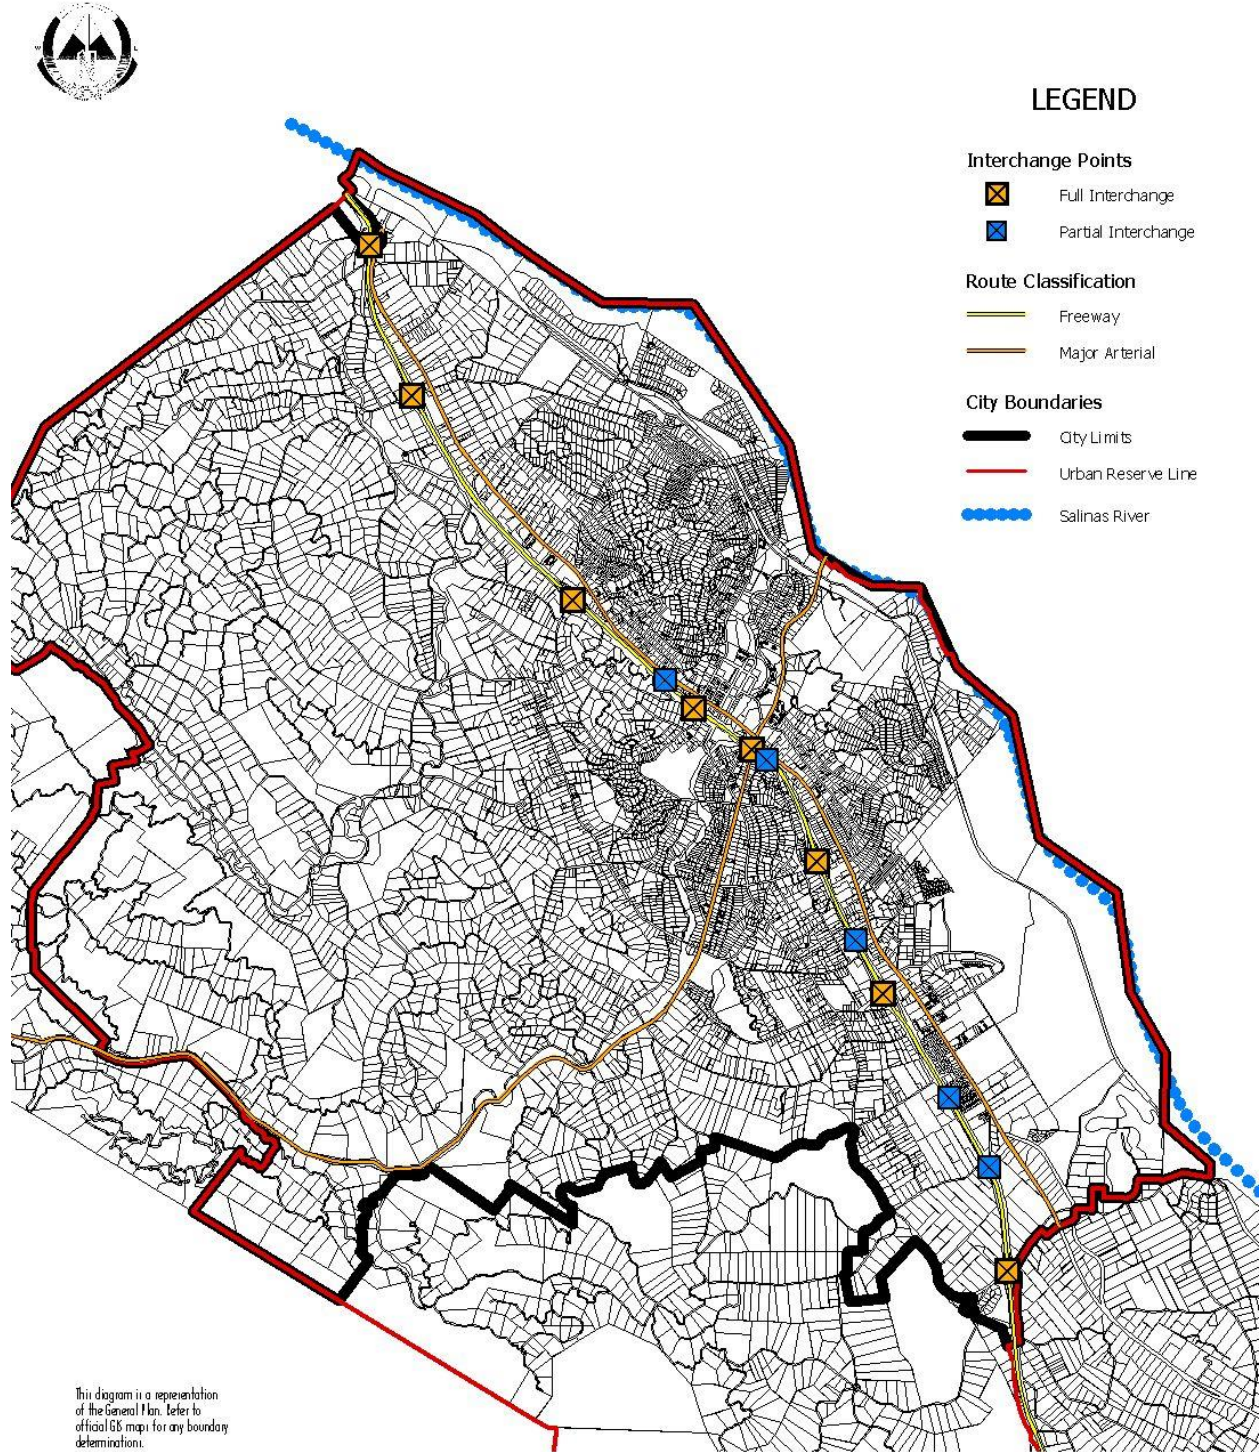 LEGEND
Interchange Points
Full Interchange
Partial Interchange
Route Classification
Freeway
Major Arterial
City Boundaries
City Limits
Urban Reserve Line
Salinas River
This diagram is a representation
of the General Plan. Refer to
official GIS maps for any boundary
determinations.